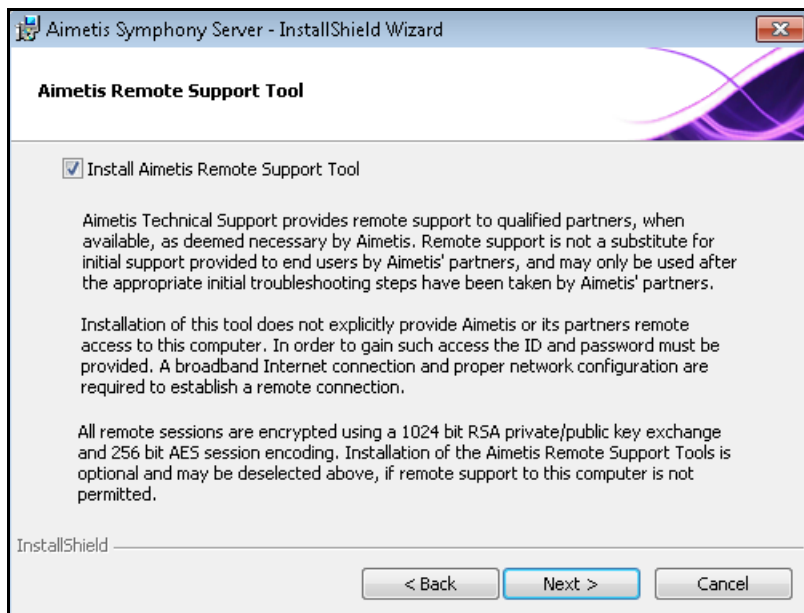 Aimetis Symphony Server - InstallShield Wizard
Aimetis Remote Support Tool
Install Aimetis Remote Support Tool
Aimetis Technical Support provides remote support to qualified partners, when
available, as deemed necessary by Aimetis. Remote support is not a substitute for
initial support provided to end users by Aimetis' partners, and may only be used after
the appropriate initial troubleshooting steps have been taken by Aimetis' partners.
Installation of this tool does not explicitly provide Aimetis or its partners remote
access to this computer. In order to gain such access the ID and password must be
provided. A broadband Internet connection and proper network configuration are
required to establish a remote connection.
All remote sessions are encrypted using a 1024 bit RSA private/public key exchange
and 256 bit AES session encoding. Installation of the Aimetis Remote Support Tools is
optional and may be deselected above, if remote support to this computer is not
permitted.
InstallShield
< Back Next > Cancel